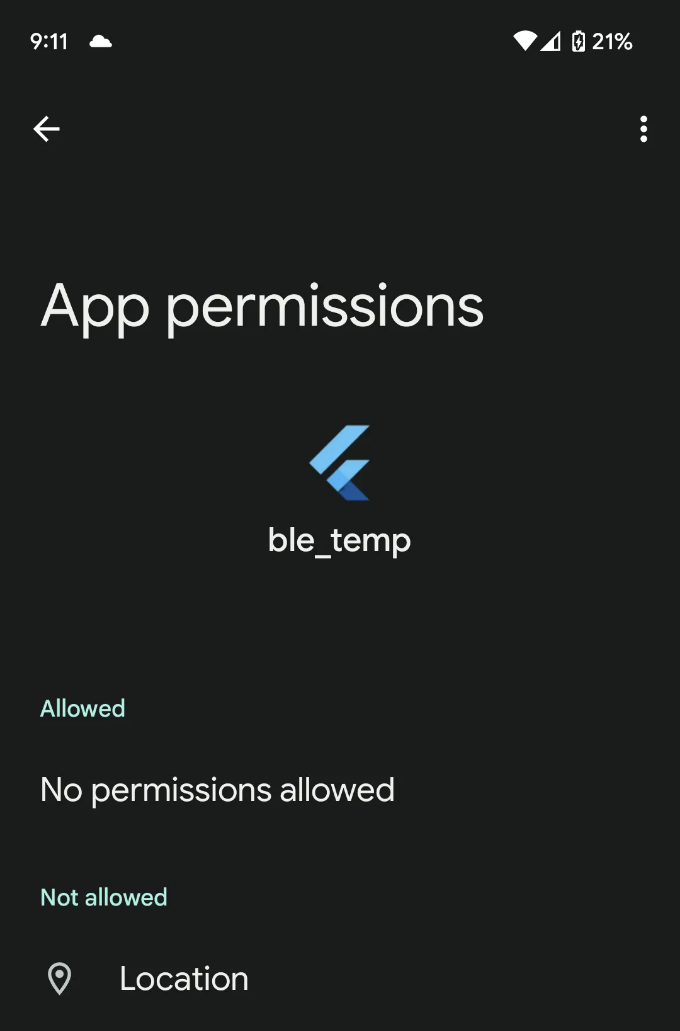 9:11
21%
App permissions
ble_temp
Allowed
No permissions allowed
Not allowed
Location